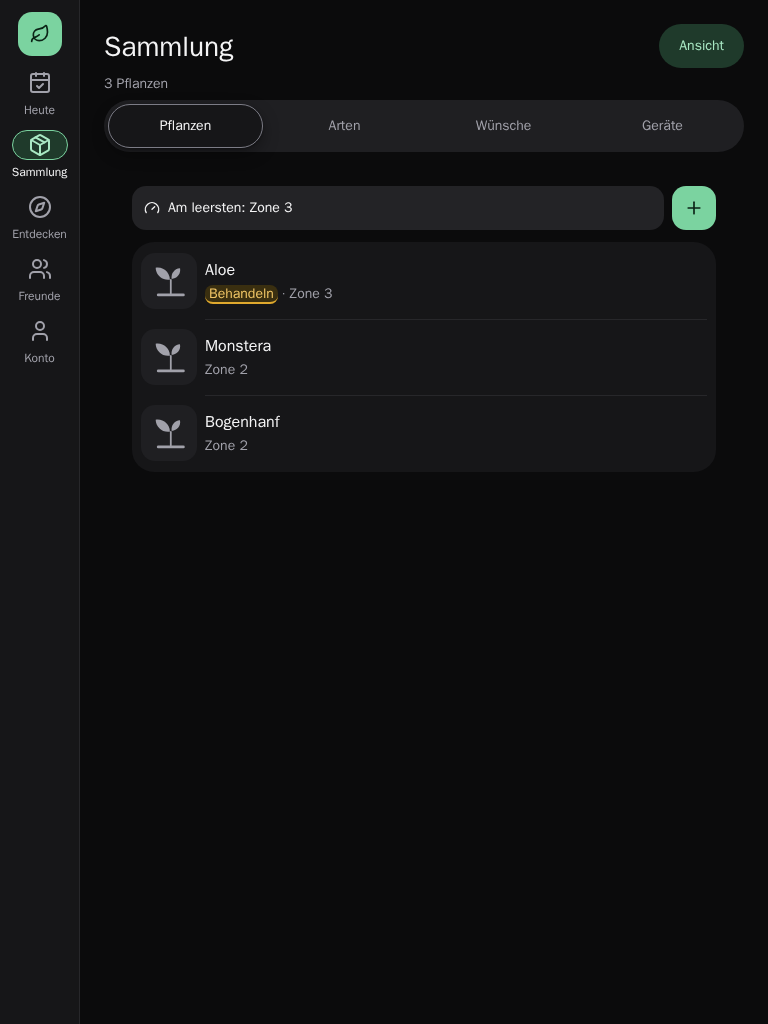 Heute
Sammlung
Entdecken
Freunde
Konto
Sammlung
Ansicht
3 Pflanzen
Pflanzen
Arten
Wünsche
Geräte
Am leersten: Zone 3
Aloe
Behandeln · Zone 3
Monstera
Zone 2
Bogenhanf
Zone 2